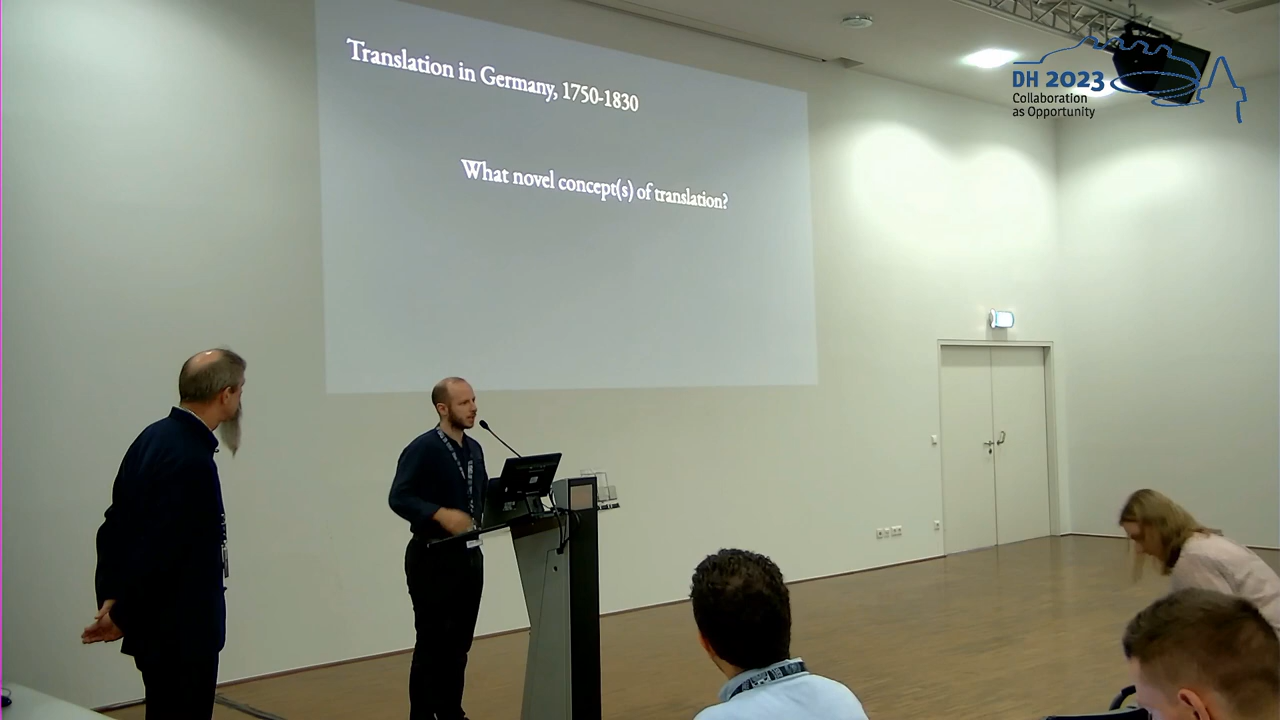 Translation in Germany, 1750-1830
What novel concept(s) of translation?
DH 2023
Collaboration
as Opportunity